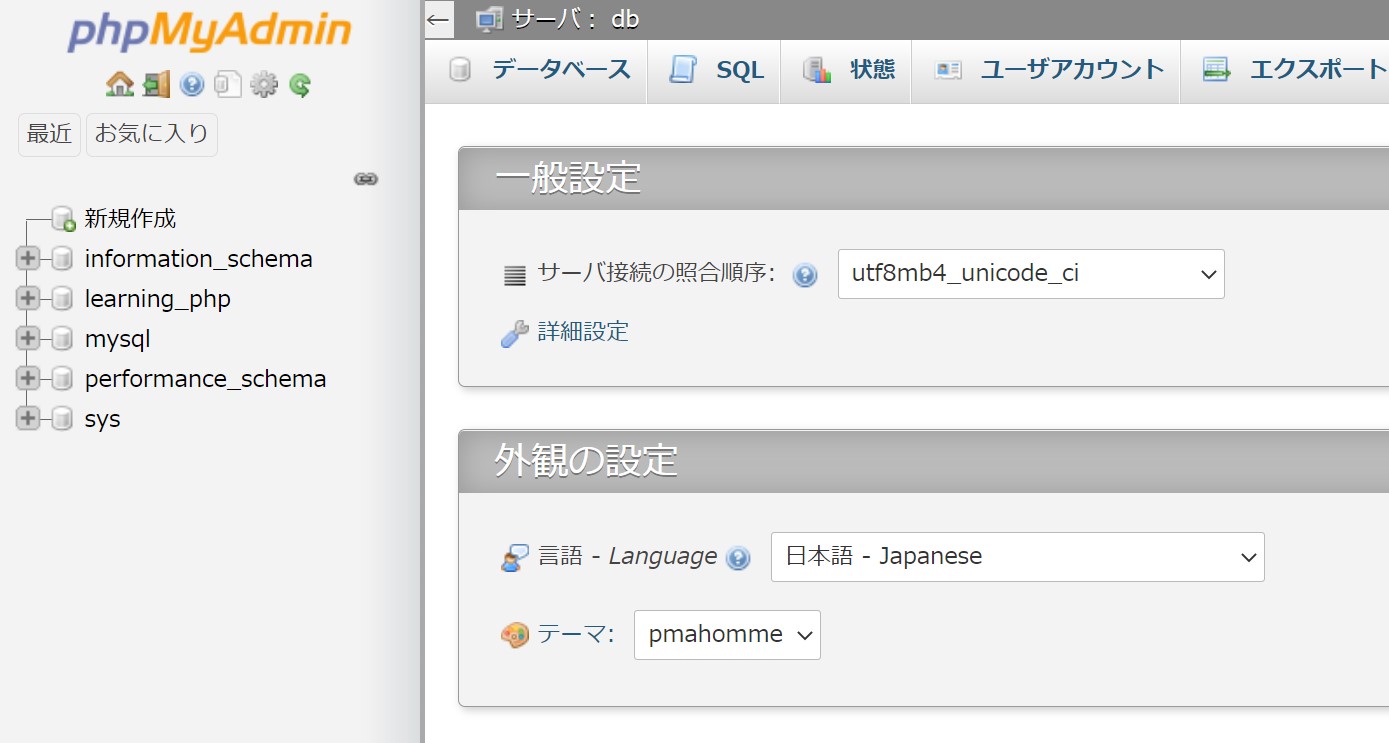 phpMyAdmin
最近 お気に入り
新規作成
information_schema
learning_php
mysql
performance_schema
sys
← サーバ: db
データベース SQL 状態 ユーザアカウント エクスポート
一般設定
サーバ接続の照合順序: utf8mb4_unicode_ci
詳細設定
外観の設定
言語 - Language 日本語 - Japanese
テーマ: pmahomme